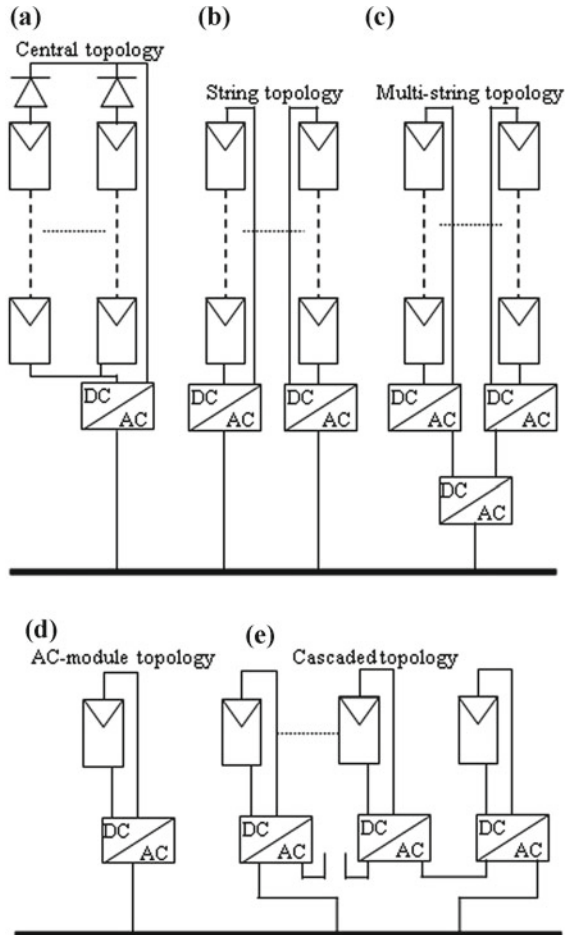 (a)
Central topology
(b)
String topology
(c)
Multi-string topology
DC
AC
DC
AC
DC
AC
DC
AC
DC
AC
DC
AC
(d)
AC-module topology
(e)
Cascaded topology
DC
AC
DC
AC
DC
AC
DC
AC